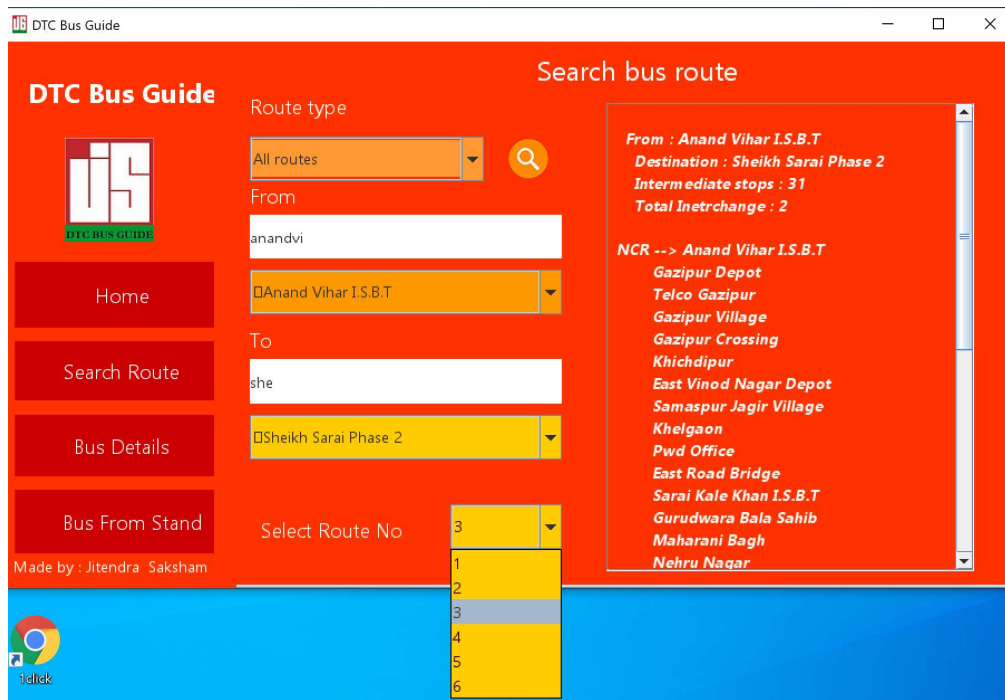 DTC Bus Guide
DTC Bus Guide
DTC BUS GUIDE
Home
Search Route
Bus Details
Bus From Stand
Made by : Jitendra Saksham
Search bus route
Route type
All routes
From
anandvi
Anand Vihar I.S.B.T
To
she
Sheikh Sarai Phase 2
Select Route No
3
1
2
3
4
5
6
From : Anand Vihar I.S.B.T
Destination : Sheikh Sarai Phase 2
Intermediate stops : 31
Total Inetrchange : 2
NCR --> Anand Vihar I.S.B.T
Gazipur Depot
Telco Gazipur
Gazipur Village
Gazipur Crossing
Khichdipur
East Vinod Nagar Depot
Samaspur Jagir Village
Khelgaon
Pwd Office
East Road Bridge
Sarai Kale Khan I.S.B.T
Gurudwara Bala Sahib
Maharani Bagh
Nehru Nagar
1click